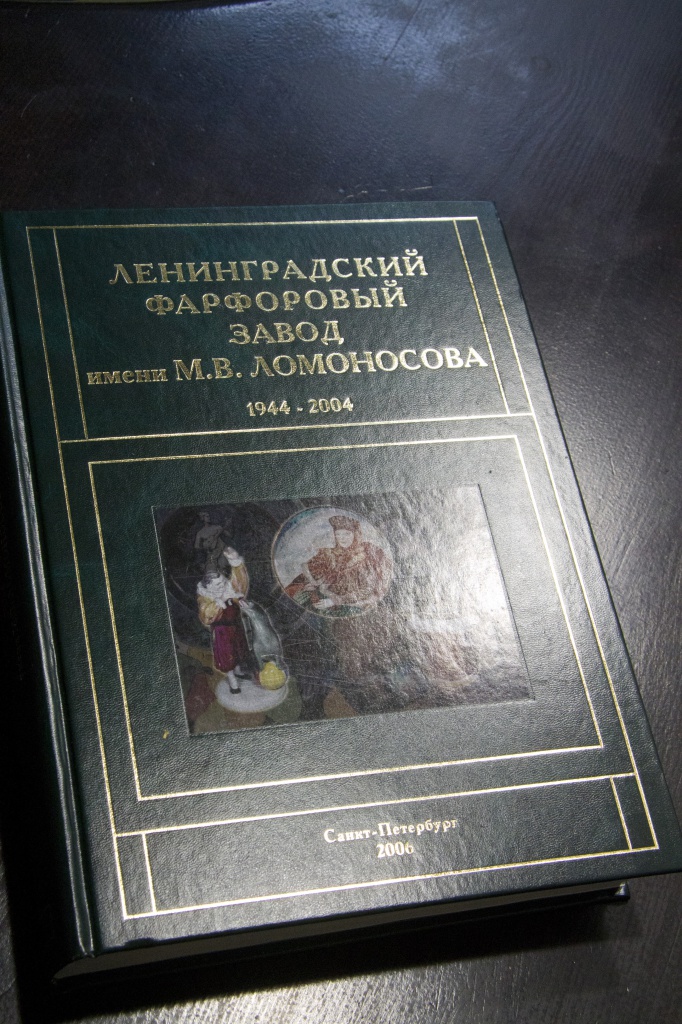 ЛЕНИНГРАДСКИЙ
ФАРФОРОВЫЙ
ЗАВОД
имени М.В. ЛОМОНОСОВА
1944 - 2004
Санкт-Петербург
2006